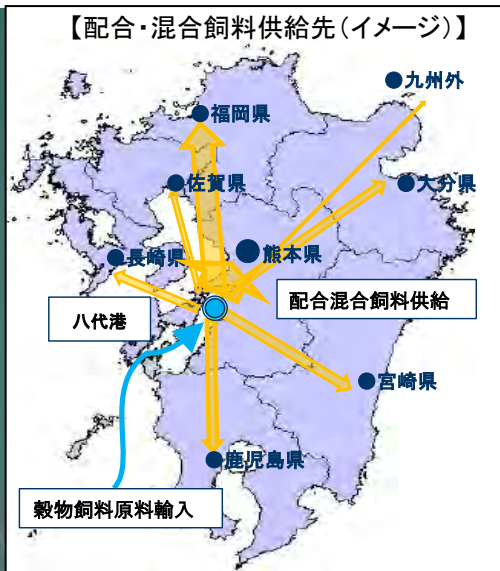 【配合・混合飼料供給先（イメージ）】
●九州外
●福岡県
●佐賀県
●大分県
●長崎県
●熊本県
配合混合飼料供給
八代港
●宮崎県
●鹿児島県
穀物飼料原料輸入